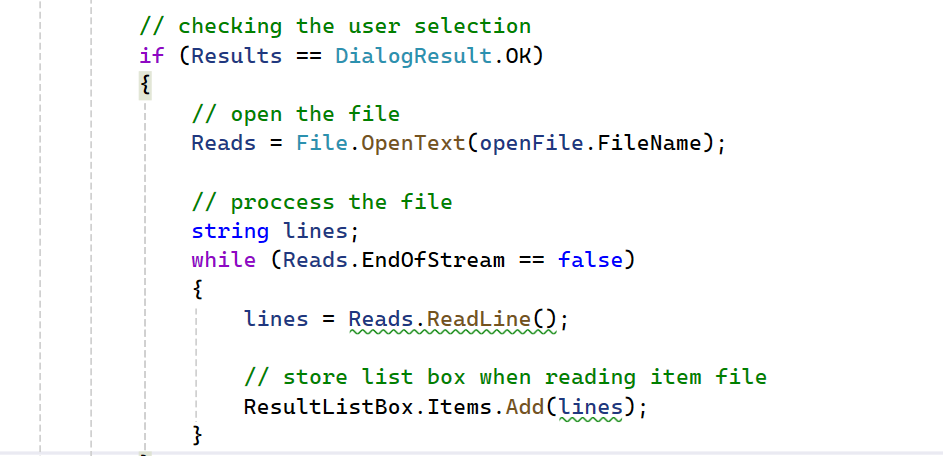 // checking the user selection
if (Results == DialogResult.OK)
{
// open the file
Reads = File.OpenText(openFile.FileName);
// proccess the file
string lines;
while (Reads.EndOfStream == false)
{
lines = Reads.ReadLine();
// store list box when reading item file
ResultListBox.Items.Add(lines);
}